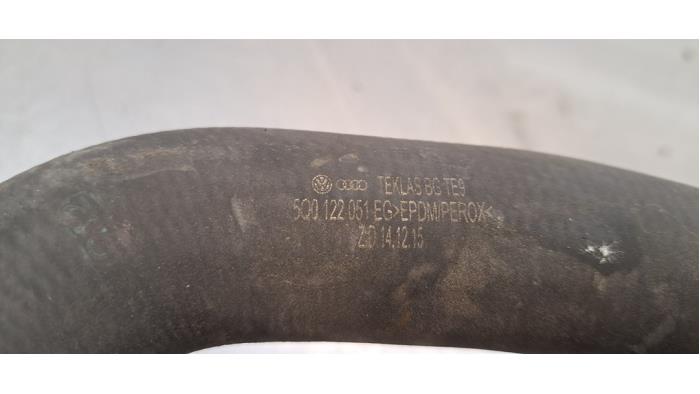 TEKLAS BG TE9
5Q0 122 051 EG >EPDM/PEROX<
ZD 14.12.15